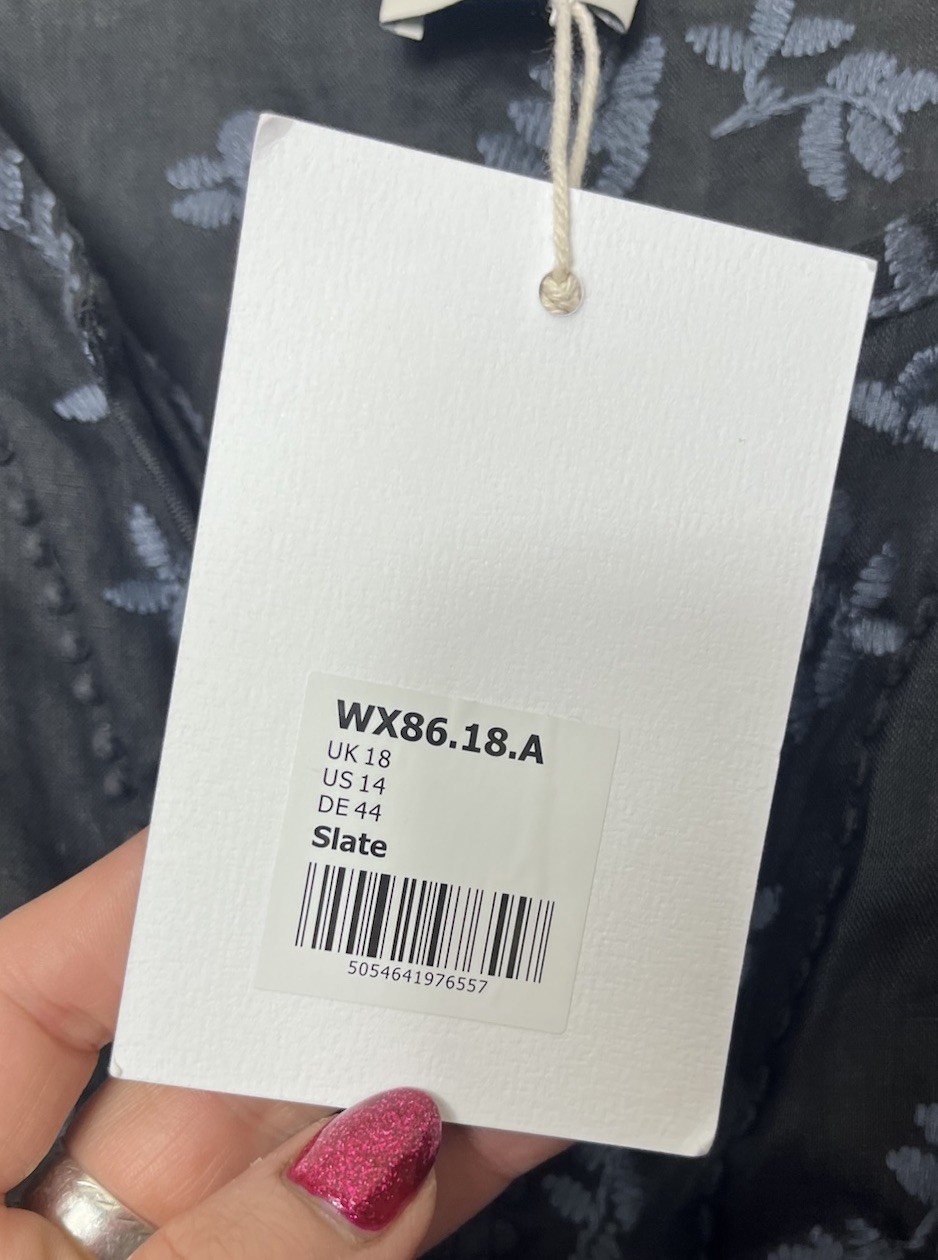 WX86.18.A
UK 18
US 14
DE 44
Slate
5054641976557